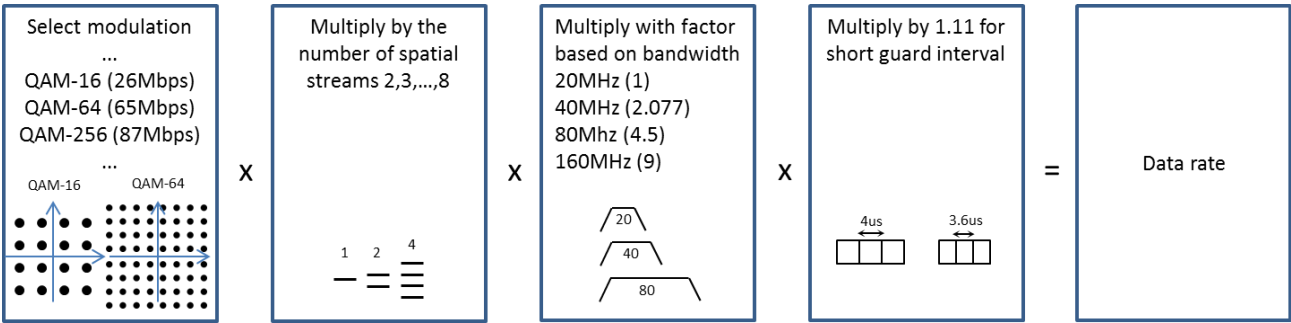 Select modulation
...
QAM-16 (26Mbps)
QAM-64 (65Mbps)
QAM-256 (87Mbps)
...
QAM-16
QAM-64
x
Multiply by the
number of spatial
streams 2,3,...,8
1
2
4
x
Multiply with factor
based on bandwidth
20MHz (1)
40MHz (2.077)
80Mhz (4.5)
160MHz (9)
20
40
80
x
Multiply by 1.11 for
short guard interval
4us
3.6us
=
Data rate